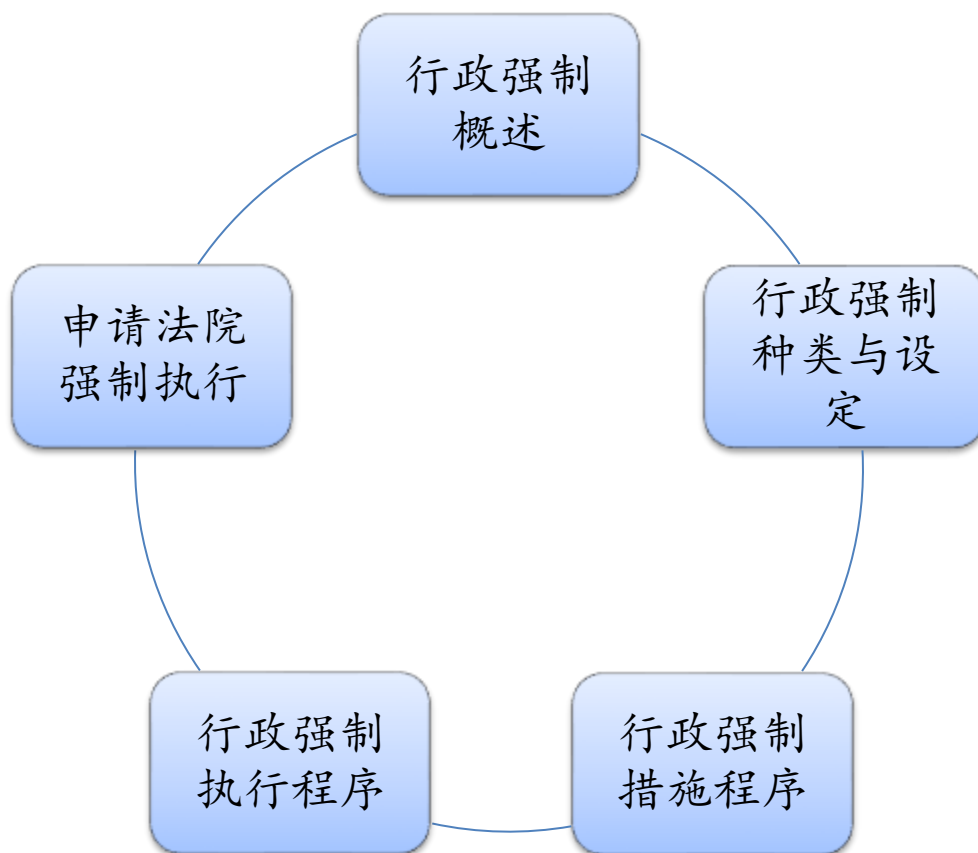 行政强制
概述
行政强制
种类与设
定
行政强制
措施程序
行政强制
执行程序
申请法院
强制执行